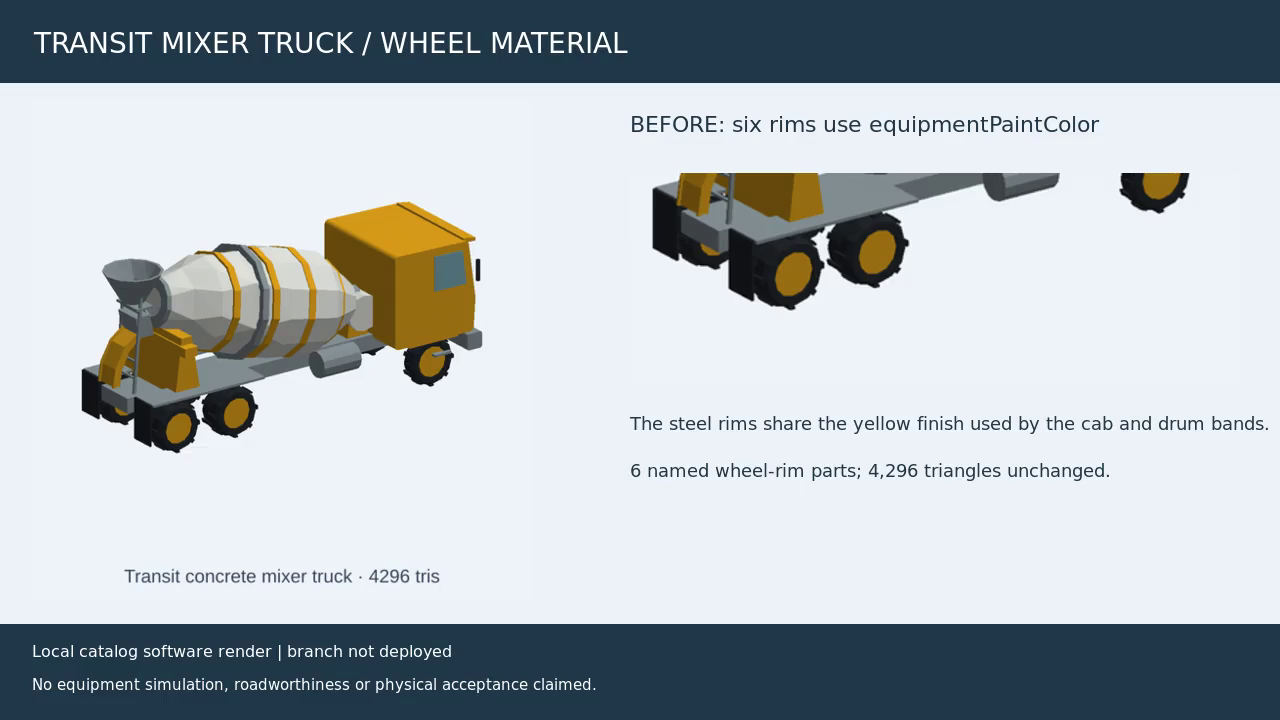 TRANSIT MIXER TRUCK / WHEEL MATERIAL
BEFORE: six rims use equipmentPaintColor
The steel rims share the yellow finish used by the cab and drum bands.
6 named wheel-rim parts; 4,296 triangles unchanged.
Transit concrete mixer truck · 4296 tris
Local catalog software render | branch not deployed
No equipment simulation, roadworthiness or physical acceptance claimed.